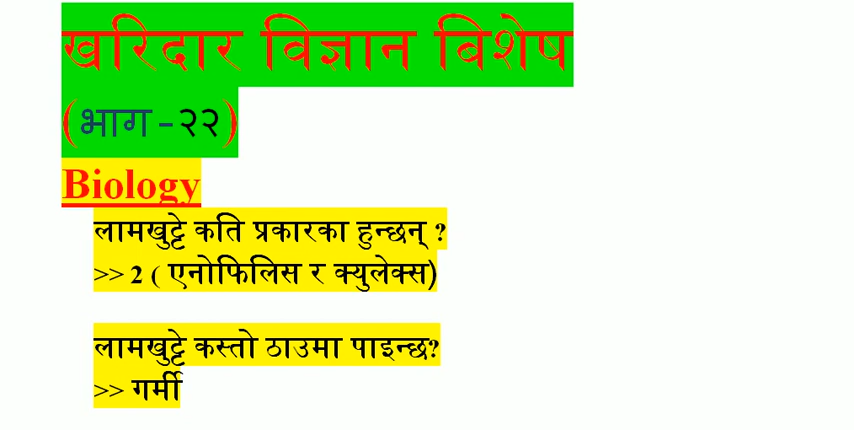 खरिदार विज्ञान विशेष
(भाग-२२)
Biology
लामखुट्टे कति प्रकारका हुन्छन् ?
>> 2 ( एनोफिलिस र क्युलेक्स)
लामखुट्टे कस्तो ठाउमा पाइन्छ?
>> गर्मी